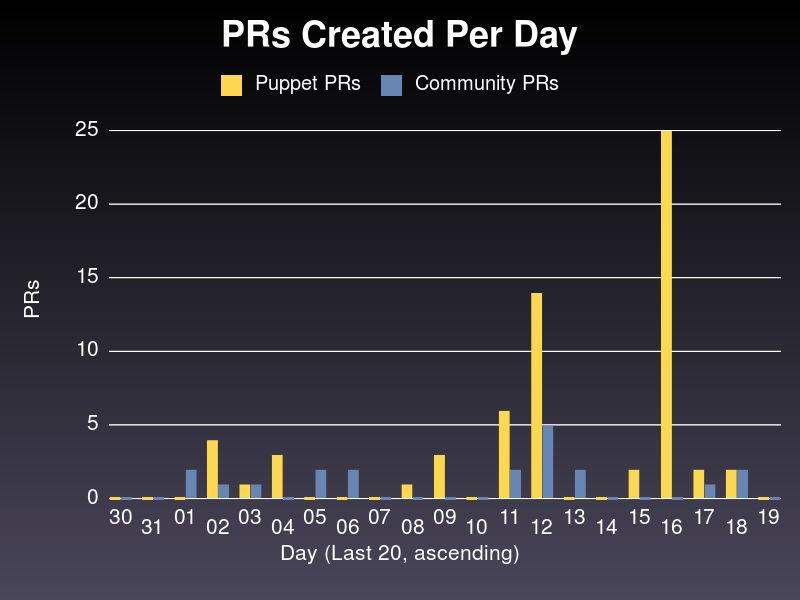 PRs Created Per Day
Puppet PRs Community PRs
25
20
15
10
5
0
PRs
30 31 01 02 03 04 05 06 07 08 09 10 11 12 13 14 15 16 17 18 19
Day (Last 20, ascending)